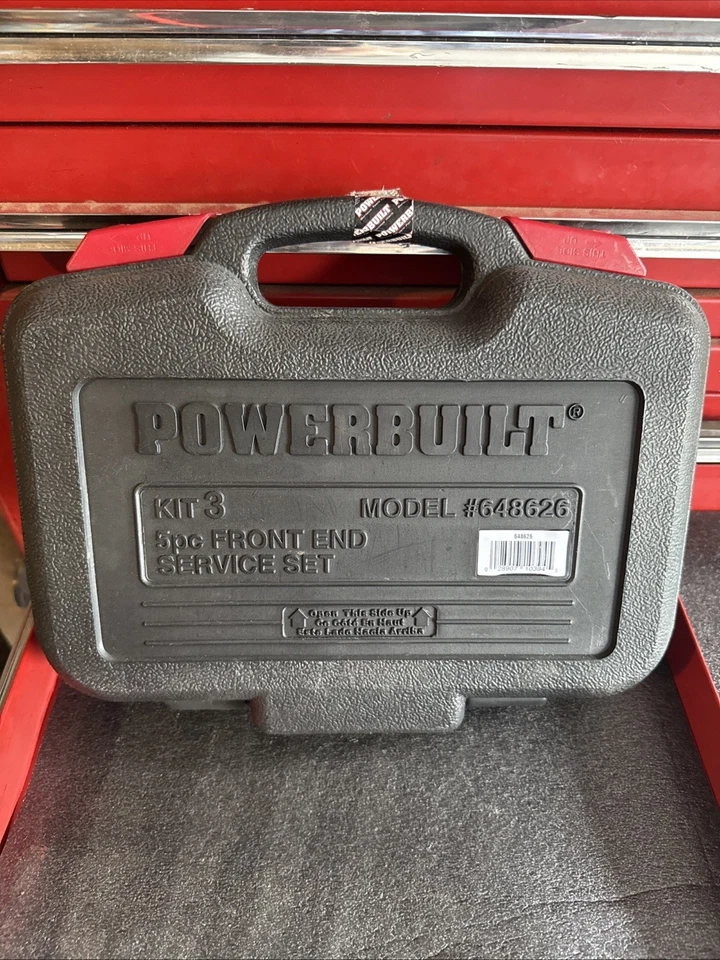 POWERBUILT
POWERBUILT®
KIT 3 MODEL #648626
5pc FRONT END
SERVICE SET
648626
Open This Side Up
Ce Côté En Haut
Este Lado Hacia Arriba